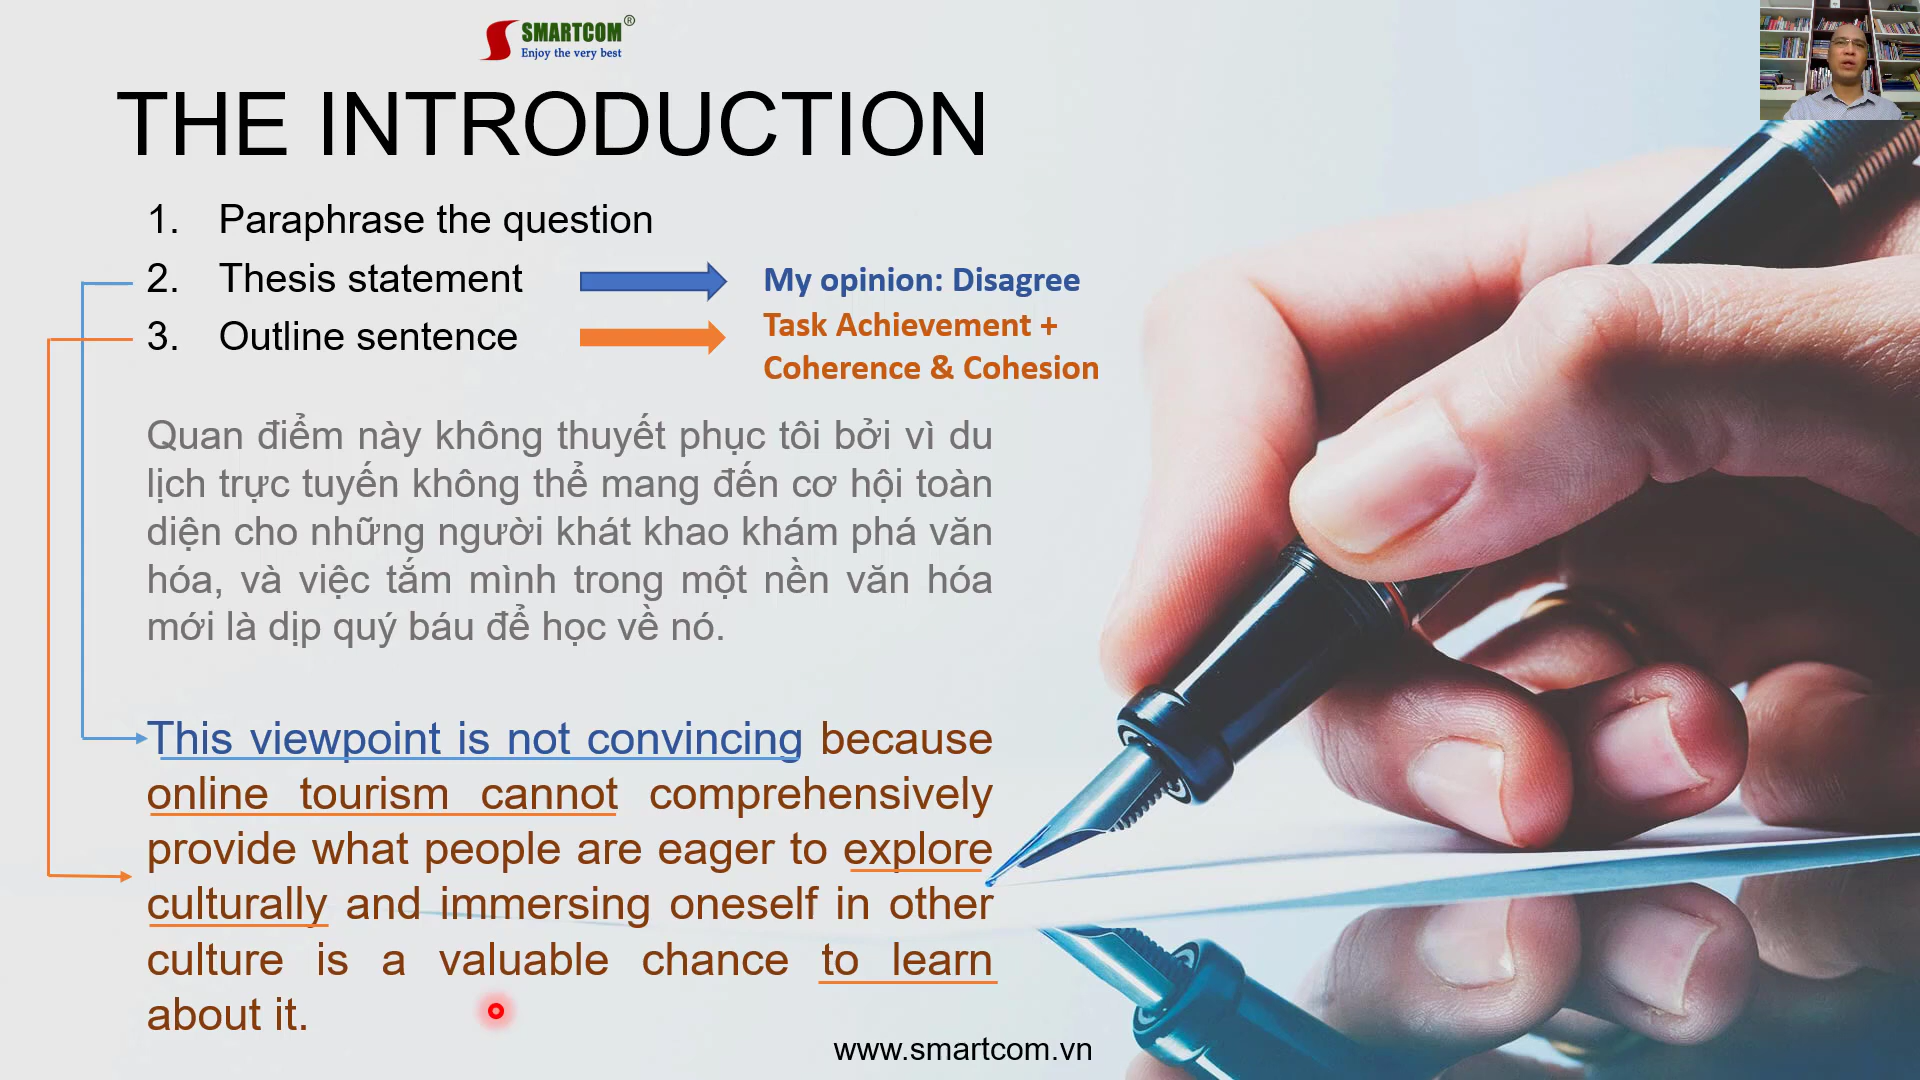 SMARTCOM®
Enjoy the very best
THE INTRODUCTION
1. Paraphrase the question
2. Thesis statement
My opinion: Disagree
3. Outline sentence
Task Achievement +
Coherence & Cohesion
Quan điểm này không thuyết phục tôi bởi vì du
lịch trực tuyến không thể mang đến cơ hội toàn
diện cho những người khát khao khám phá văn
hóa, và việc tắm mình trong một nền văn hóa
mới là dịp quý báu để học về nó.
This viewpoint is not convincing because
online tourism cannot comprehensively
provide what people are eager to explore
culturally and immersing oneself in other
culture is a valuable chance to learn
about it.
www.smartcom.vn